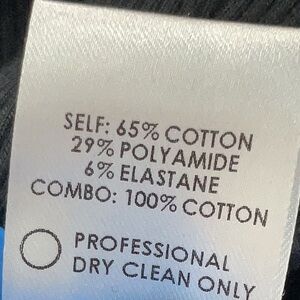 SELF: 65% COTTON
29% POLYAMIDE
6% ELASTANE
COMBO: 100% COTTON
PROFESSIONAL
DRY CLEAN ONLY